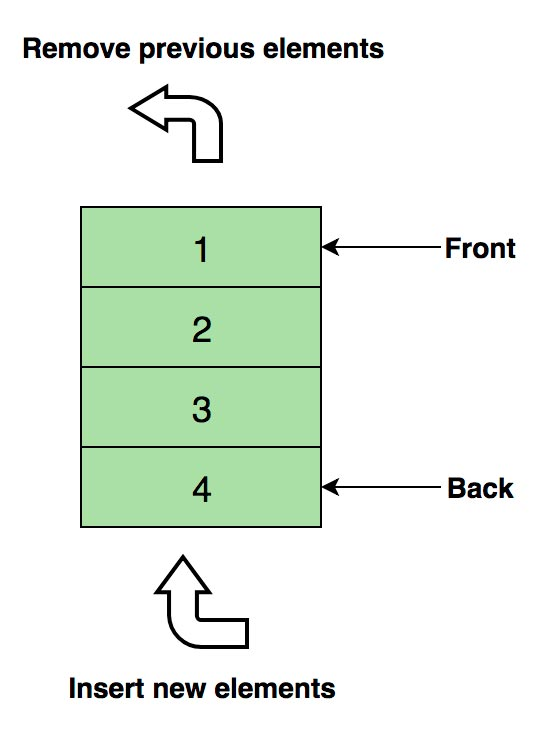 Remove previous elements
1
Front
2
3
4
Back
Insert new elements